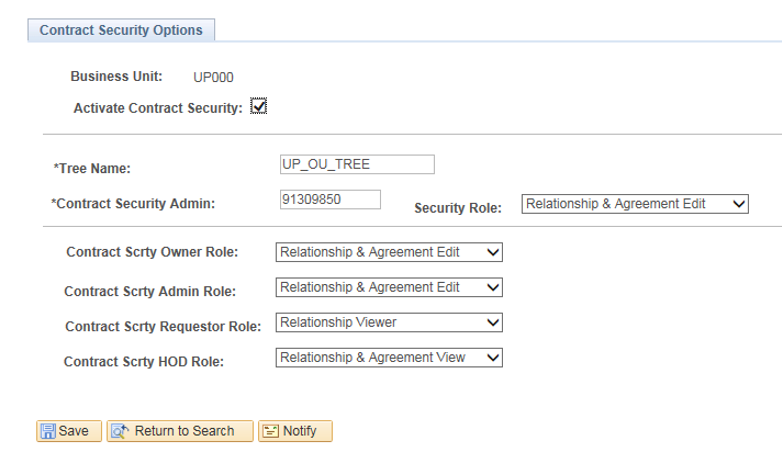 Contract Security Options
Business Unit: UP000
Activate Contract Security:
*Tree Name: UP_OU_TREE
*Contract Security Admin: 91309850 Security Role: Relationship & Agreement Edit
Contract Scrty Owner Role: Relationship & Agreement Edit
Contract Scrty Admin Role: Relationship & Agreement Edit
Contract Scrty Requestor Role: Relationship Viewer
Contract Scrty HOD Role: Relationship & Agreement View
Save Return to Search Notify